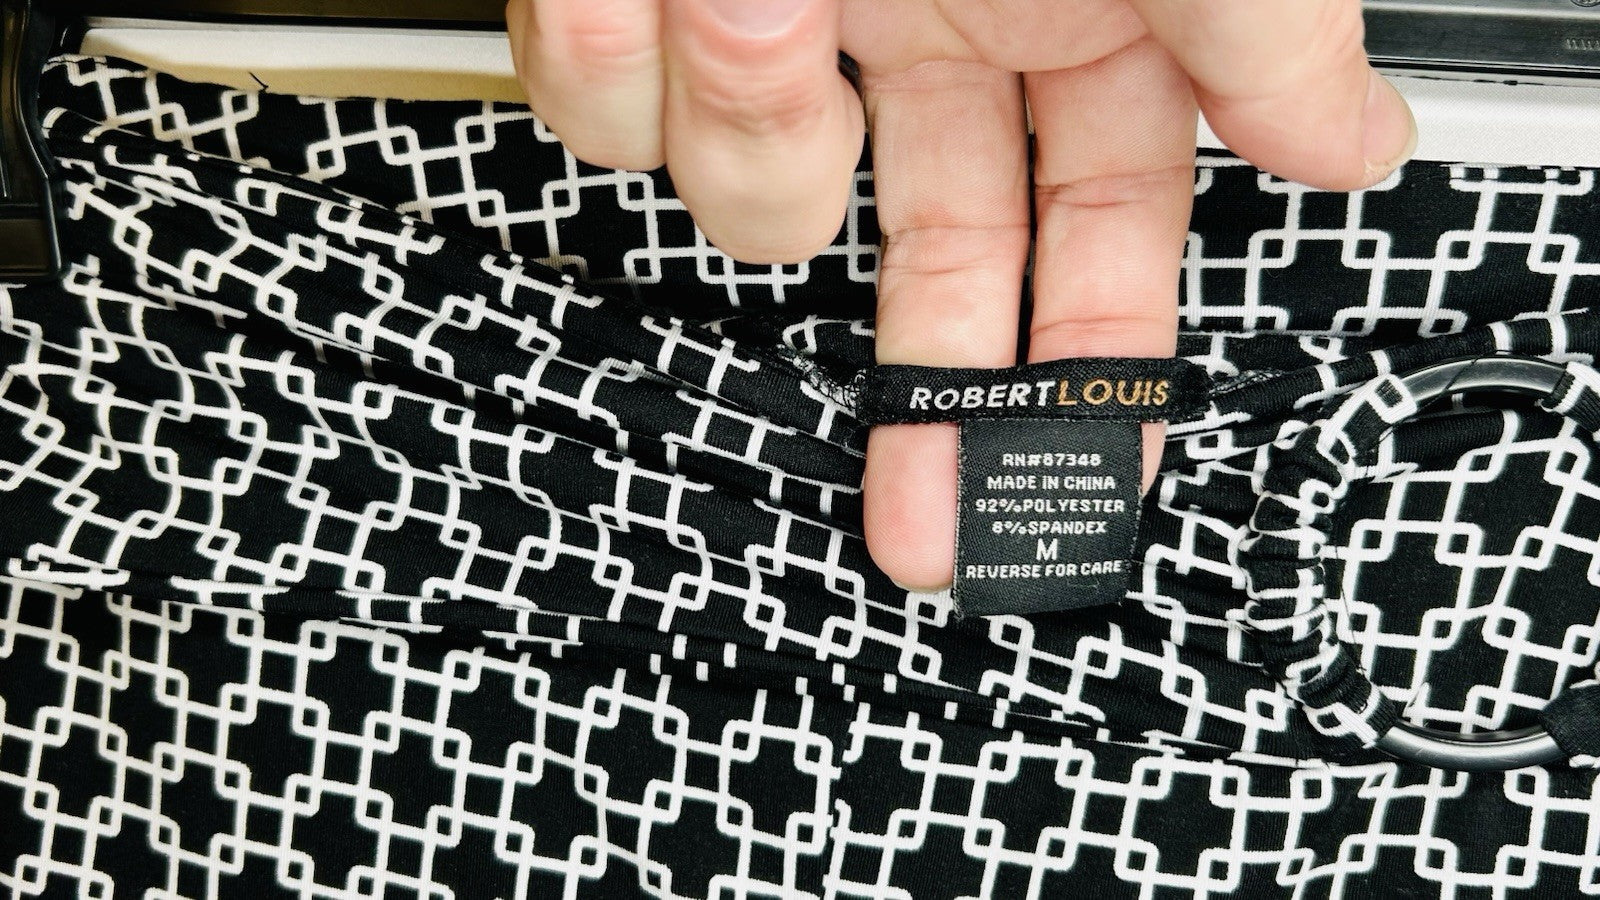 ROBERTLOUIS
RN#87348
MADE IN CHINA
92%POLYESTER
8%SPANDEX
M
REVERSE FOR CARE